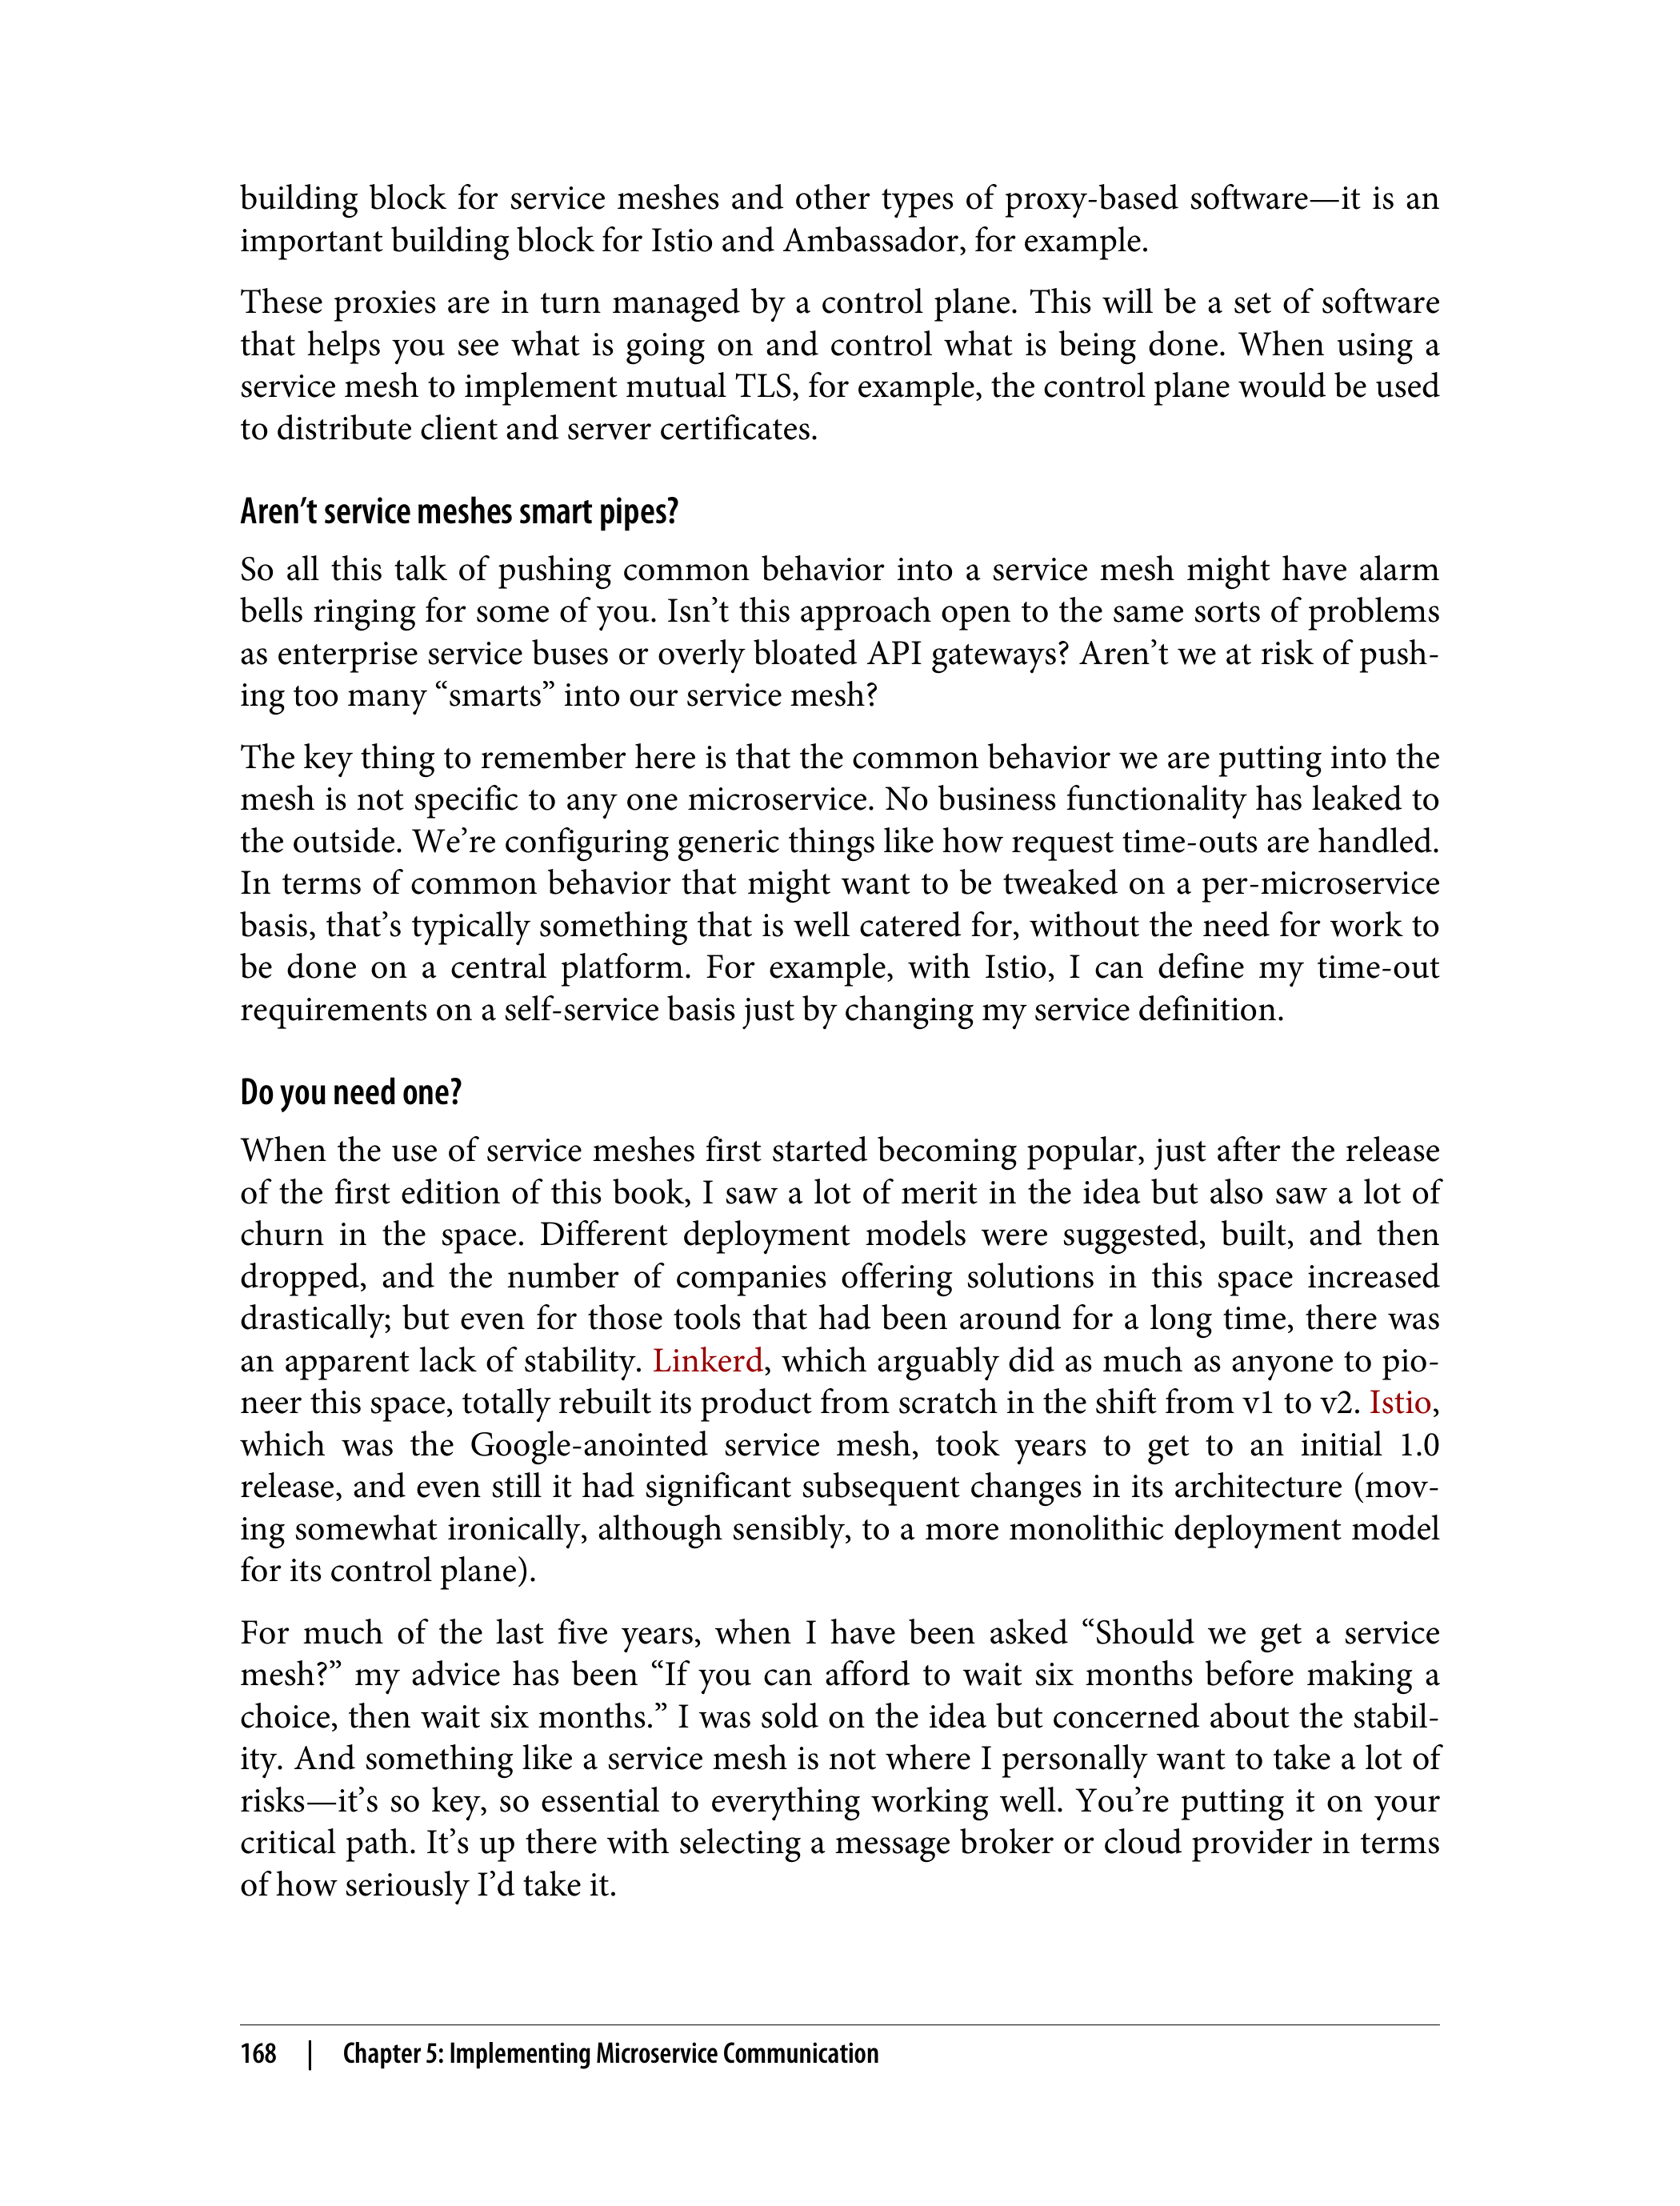 building block for service meshes and other types of proxy-based software—it is an
important building block for Istio and Ambassador, for example.
These proxies are in turn managed by a control plane. This will be a set of software
that helps you see what is going on and control what is being done. When using a
service mesh to implement mutual TLS, for example, the control plane would be used
to distribute client and server certificates.
Aren’t service meshes smart pipes?
So all this talk of pushing common behavior into a service mesh might have alarm
bells ringing for some of you. Isn’t this approach open to the same sorts of problems
as enterprise service buses or overly bloated API gateways? Aren’t we at risk of push-
ing too many “smarts” into our service mesh?
The key thing to remember here is that the common behavior we are putting into the
mesh is not specific to any one microservice. No business functionality has leaked to
the outside. We’re configuring generic things like how request time-outs are handled.
In terms of common behavior that might want to be tweaked on a per-microservice
basis, that’s typically something that is well catered for, without the need for work to
be done on a central platform. For example, with Istio, I can define my time-out
requirements on a self-service basis just by changing my service definition.
Do you need one?
When the use of service meshes first started becoming popular, just after the release
of the first edition of this book, I saw a lot of merit in the idea but also saw a lot of
churn in the space. Different deployment models were suggested, built, and then
dropped, and the number of companies offering solutions in this space increased
drastically; but even for those tools that had been around for a long time, there was
an apparent lack of stability. Linkerd, which arguably did as much as anyone to pio-
neer this space, totally rebuilt its product from scratch in the shift from v1 to v2. Istio,
which was the Google-anointed service mesh, took years to get to an initial 1.0
release, and even still it had significant subsequent changes in its architecture (mov-
ing somewhat ironically, although sensibly, to a more monolithic deployment model
for its control plane).
For much of the last five years, when I have been asked “Should we get a service
mesh?” my advice has been “If you can afford to wait six months before making a
choice, then wait six months.” I was sold on the idea but concerned about the stabil-
ity. And something like a service mesh is not where I personally want to take a lot of
risks—it’s so key, so essential to everything working well. You’re putting it on your
critical path. It’s up there with selecting a message broker or cloud provider in terms
of how seriously I’d take it.
168 | Chapter 5: Implementing Microservice Communication